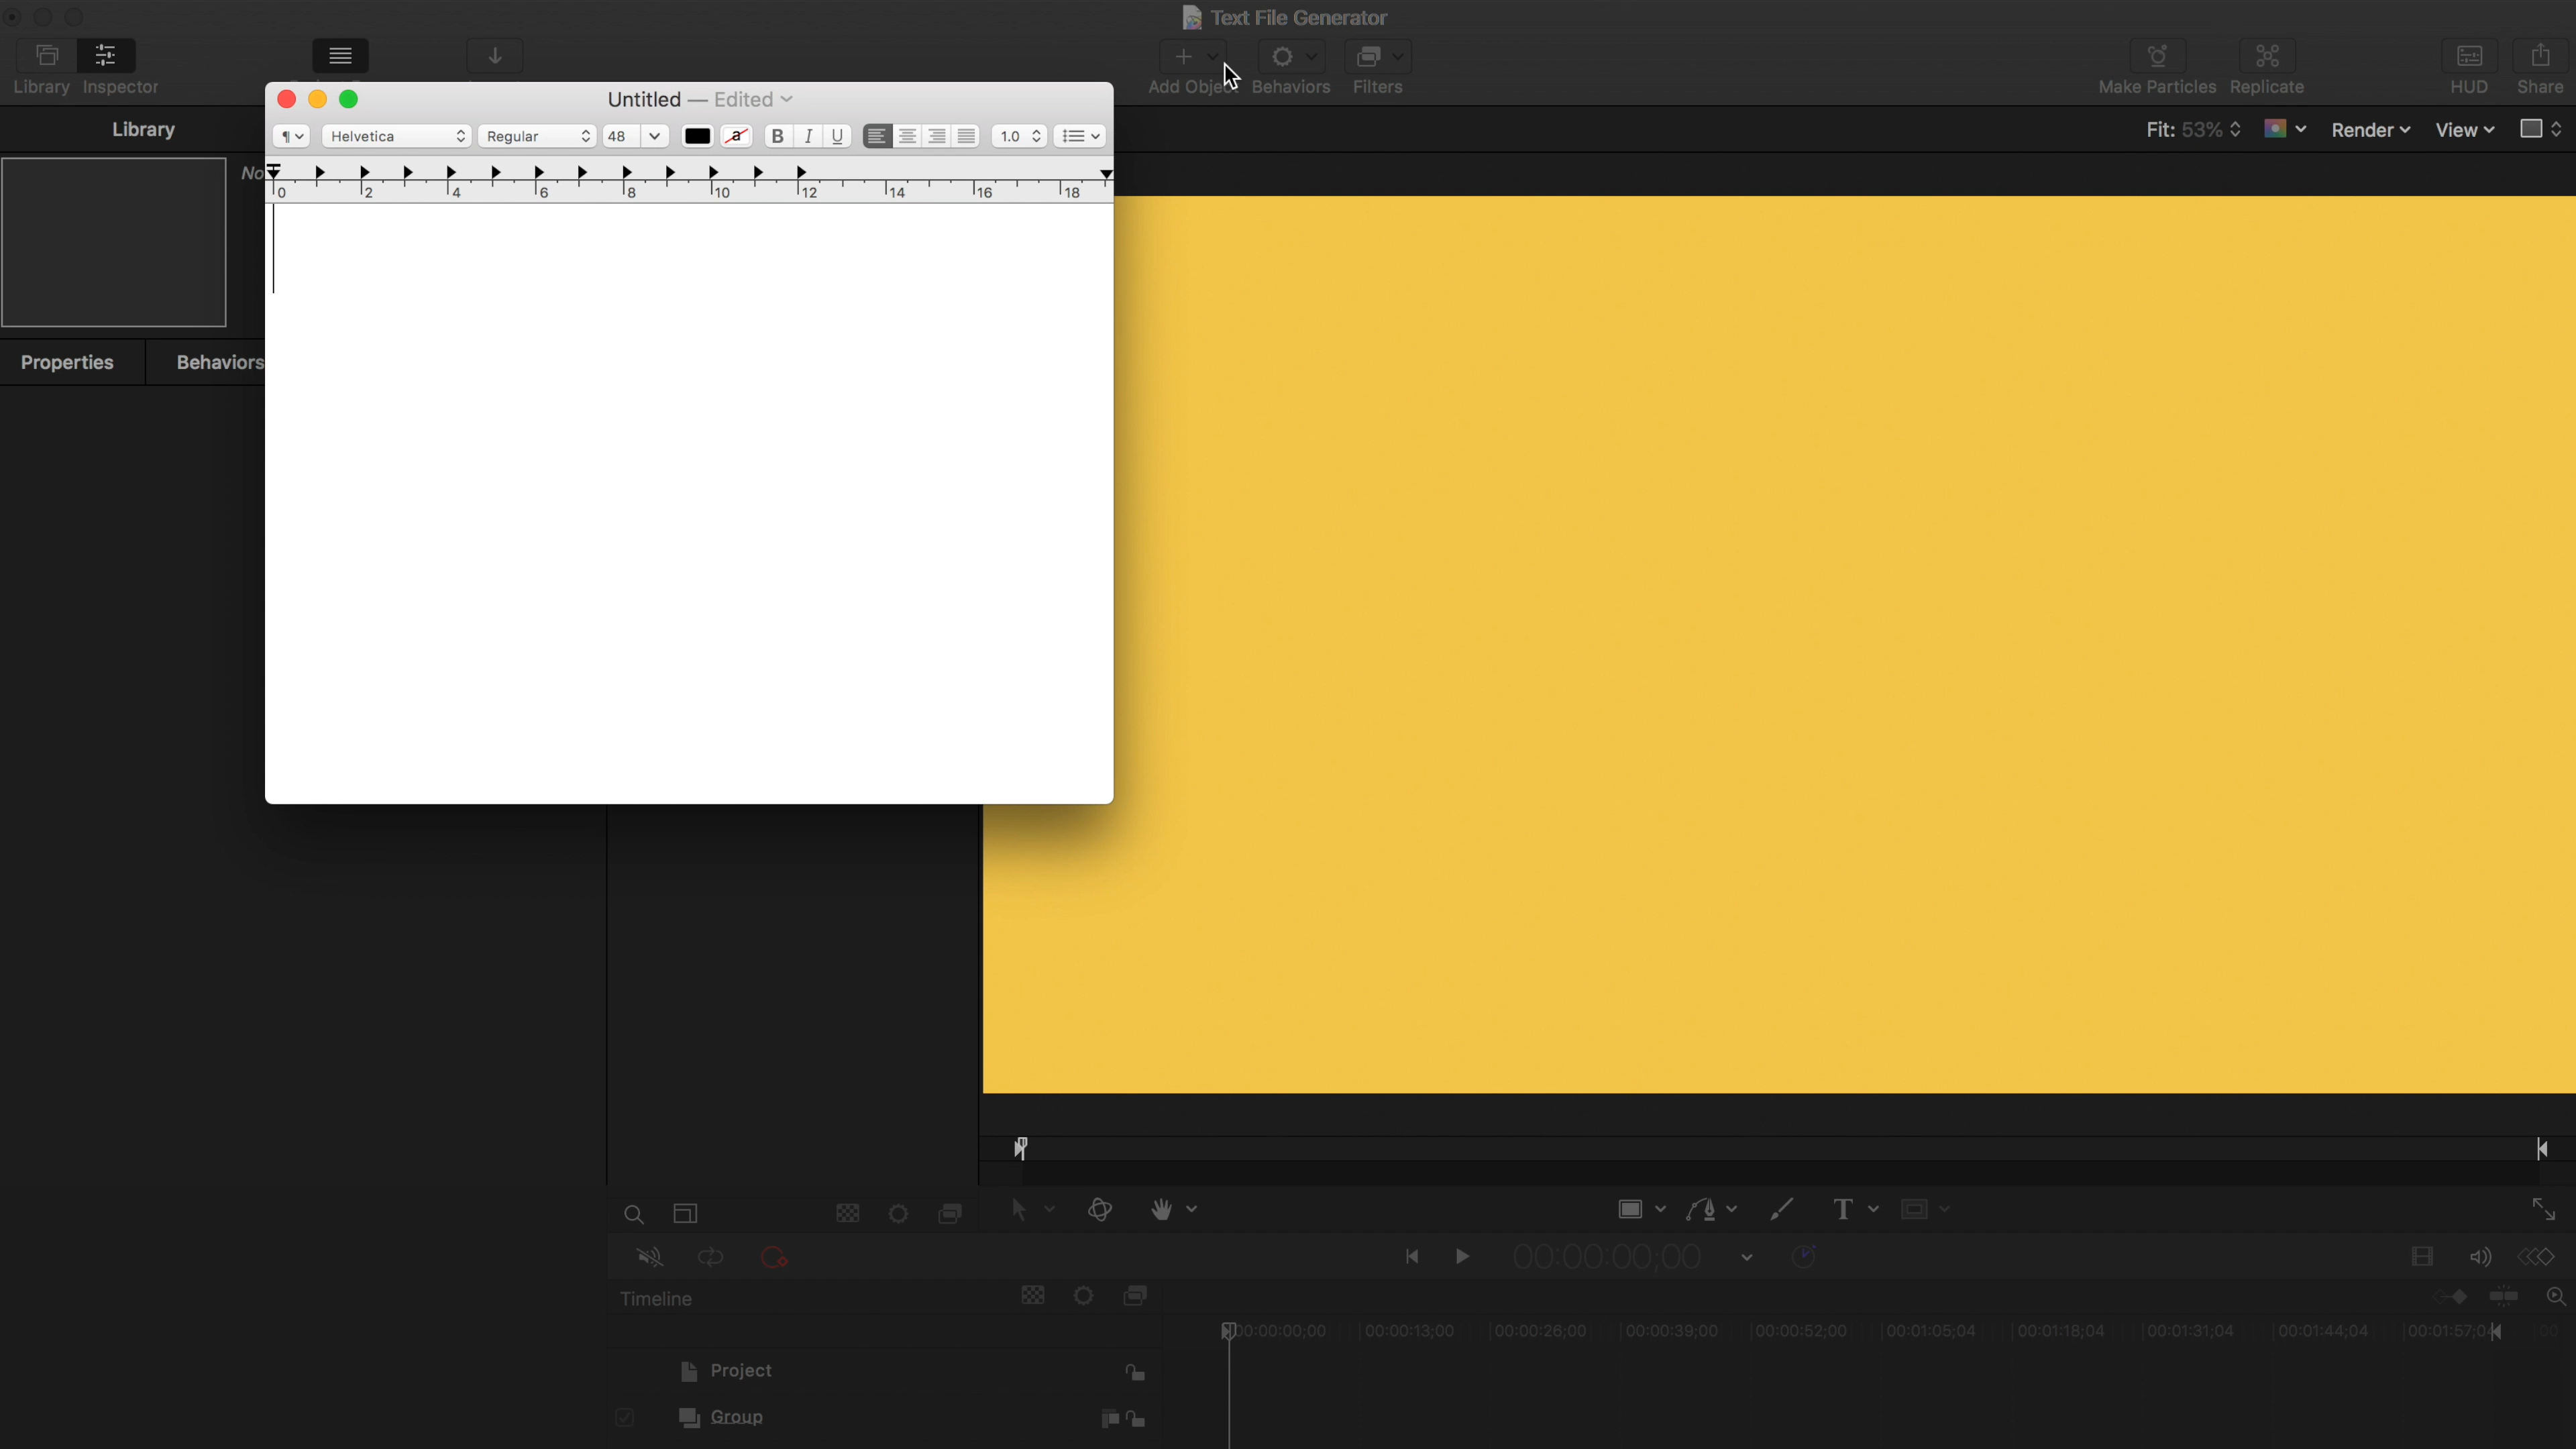 Text File Generator
Library Inspector Add Object Behaviors Filters Make Particles Replicate HUD Share
Untitled — Edited
Library Fit: 53% Render View
¶ Helvetica Regular 48 a B I U 1.0
No
0 2 4 6 8 10 12 14 16 18
Properties Behaviors
T
00:00:00;00
Timeline
00:00:00;00 00:00:13;00 00:00:26;00 00:00:39;00 00:00:52;00 00:01:05;04 00:01:18;04 00:01:31;04 00:01:44;04 00:01:57;04
Project
Group